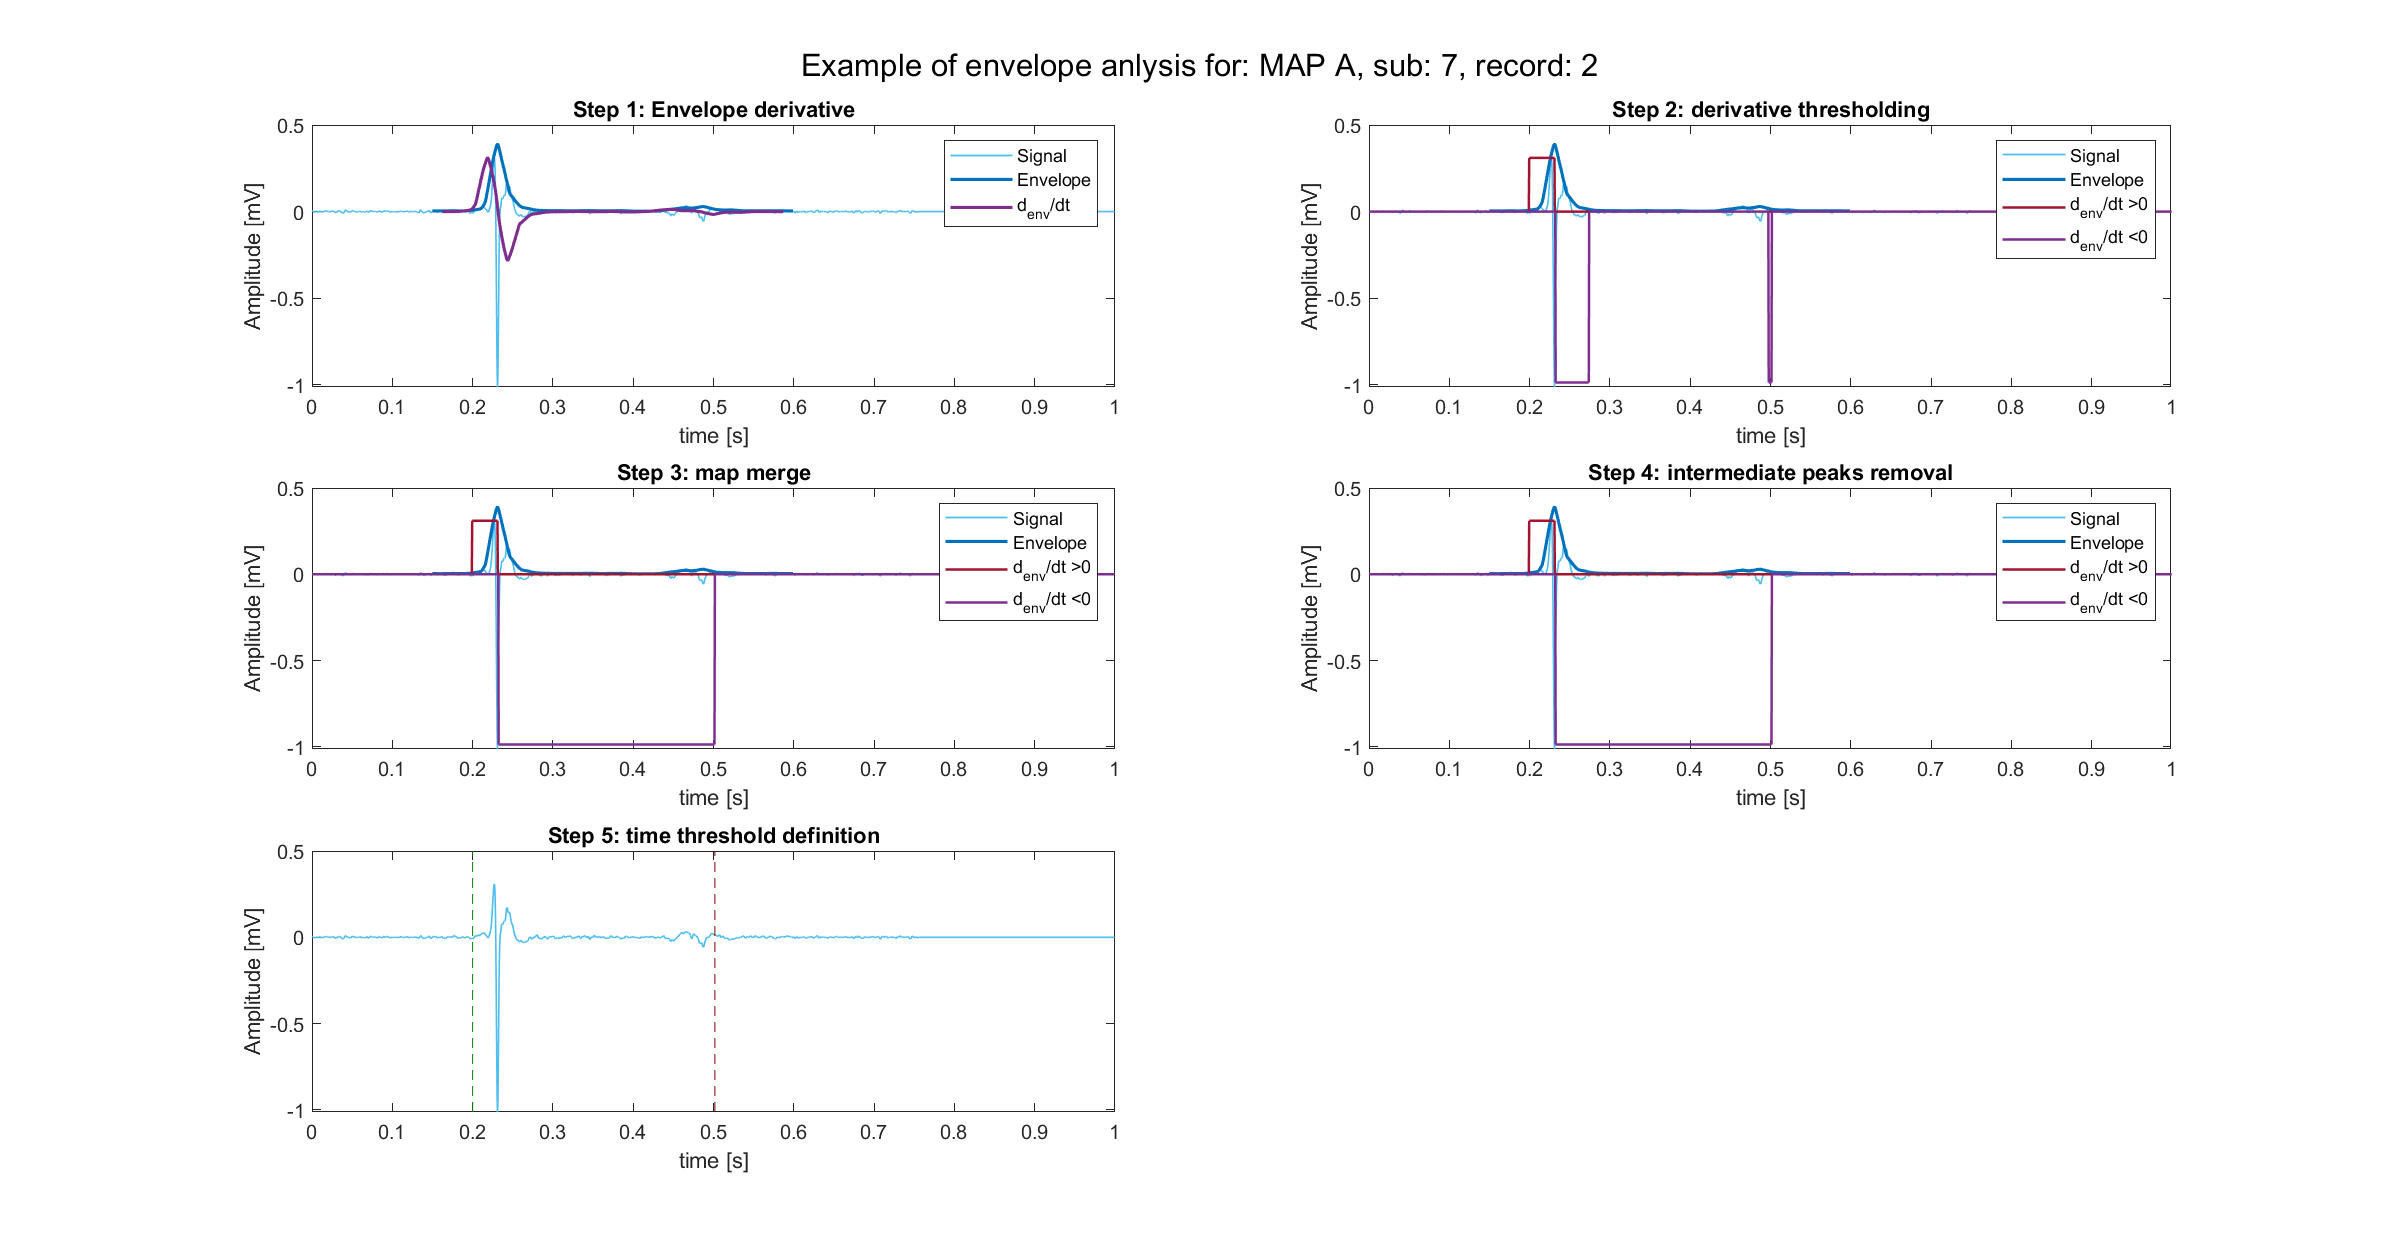 Example of envelope anlysis for: MAP A, sub: 7, record: 2
Step 1: Envelope derivative
0.5
0
-0.5
-1
Amplitude [mV]
Signal
Envelope
d_env/dt
0 0.1 0.2 0.3 0.4 0.5 0.6 0.7 0.8 0.9 1
time [s]
Step 2: derivative thresholding
0.5
0
-0.5
-1
Amplitude [mV]
Signal
Envelope
d_env/dt >0
d_env/dt <0
0 0.1 0.2 0.3 0.4 0.5 0.6 0.7 0.8 0.9 1
time [s]
Step 3: map merge
0.5
0
-0.5
-1
Amplitude [mV]
Signal
Envelope
d_env/dt >0
d_env/dt <0
0 0.1 0.2 0.3 0.4 0.5 0.6 0.7 0.8 0.9 1
time [s]
Step 4: intermediate peaks removal
0.5
0
-0.5
-1
Amplitude [mV]
Signal
Envelope
d_env/dt >0
d_env/dt <0
0 0.1 0.2 0.3 0.4 0.5 0.6 0.7 0.8 0.9 1
time [s]
Step 5: time threshold definition
0.5
0
-0.5
-1
Amplitude [mV]
0 0.1 0.2 0.3 0.4 0.5 0.6 0.7 0.8 0.9 1
time [s]